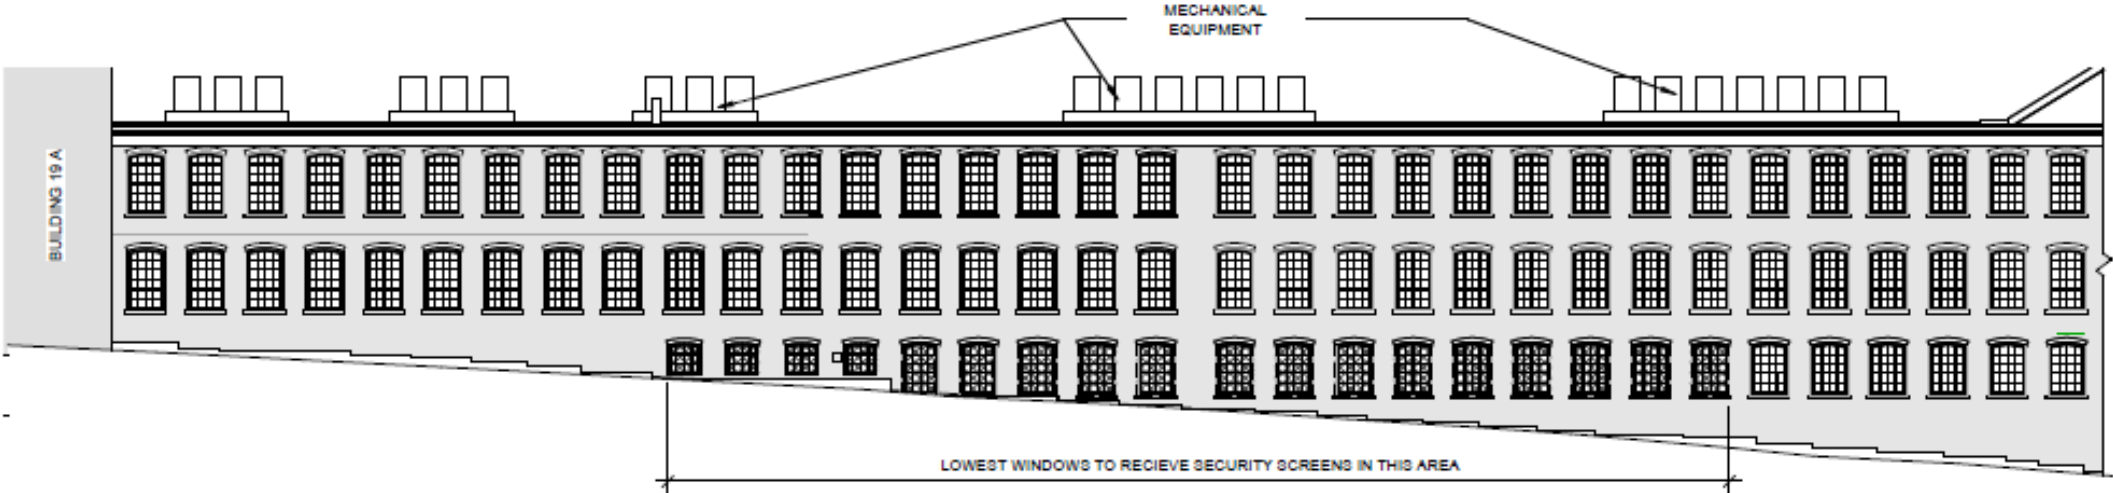 MECHANICAL
EQUIPMENT
BUILDING 19 A
LOWEST WINDOWS TO RECIEVE SECURITY SCREENS IN THIS AREA